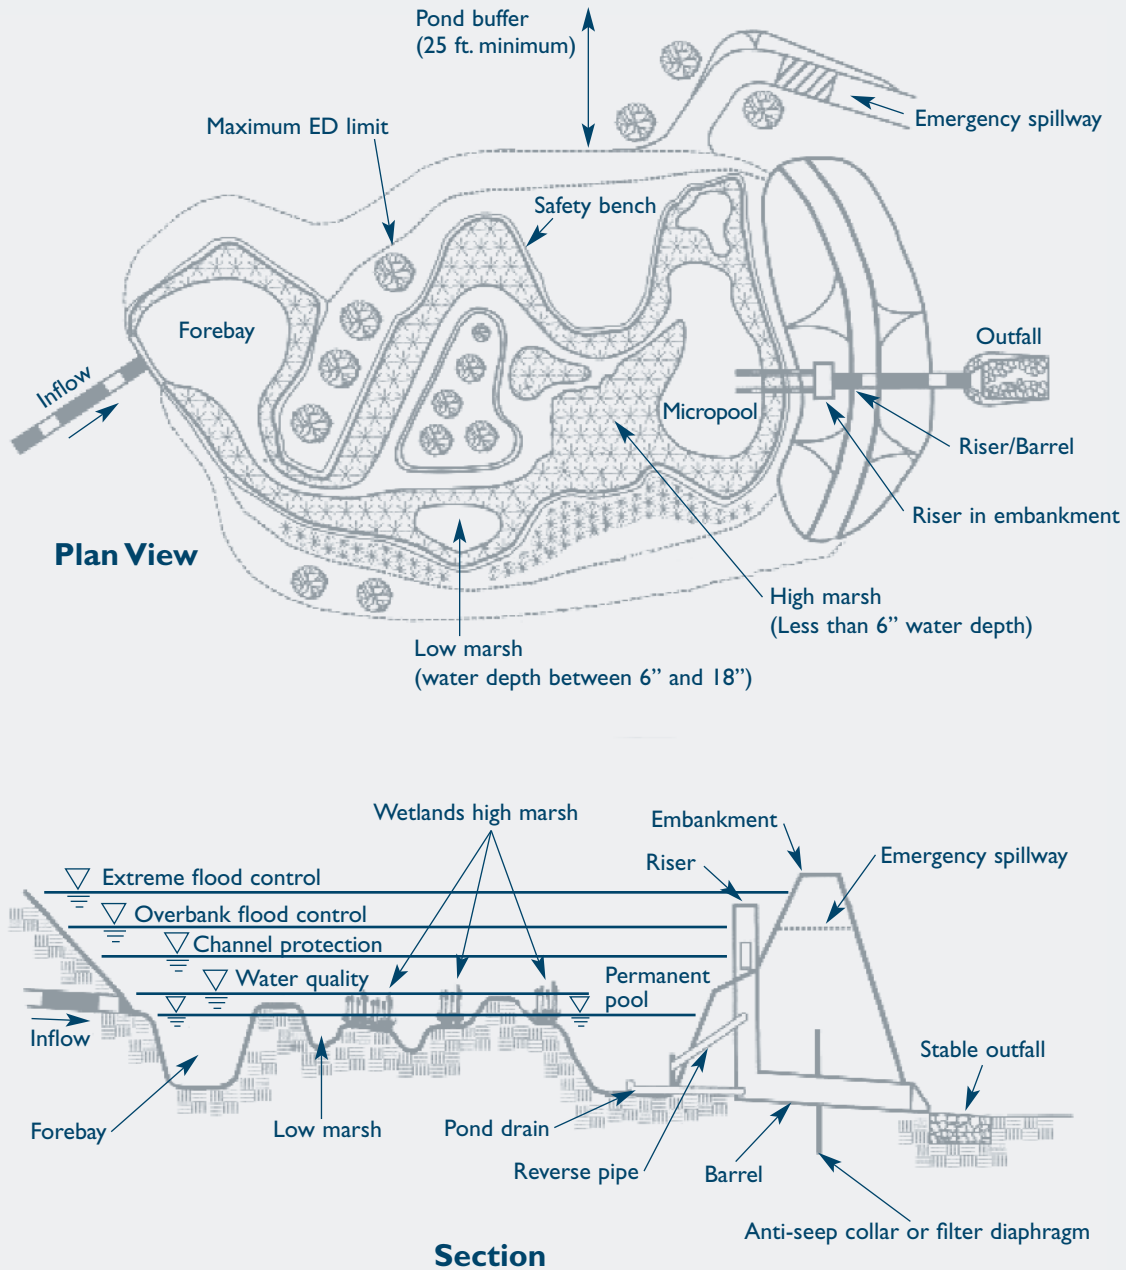 Pond buffer
(25 ft. minimum)
Emergency spillway
Maximum ED limit
Safety bench
Forebay
Outfall
Inflow
Micropool
Riser/Barrel
Riser in embankment
Plan View
High marsh
(Less than 6” water depth)
Low marsh
(water depth between 6” and 18”)
Wetlands high marsh
Embankment
Riser
Emergency spillway
Extreme flood control
Overbank flood control
Channel protection
Water quality
Permanent
pool
Inflow
Stable outfall
Forebay
Low marsh
Pond drain
Reverse pipe
Barrel
Anti-seep collar or filter diaphragm
Section